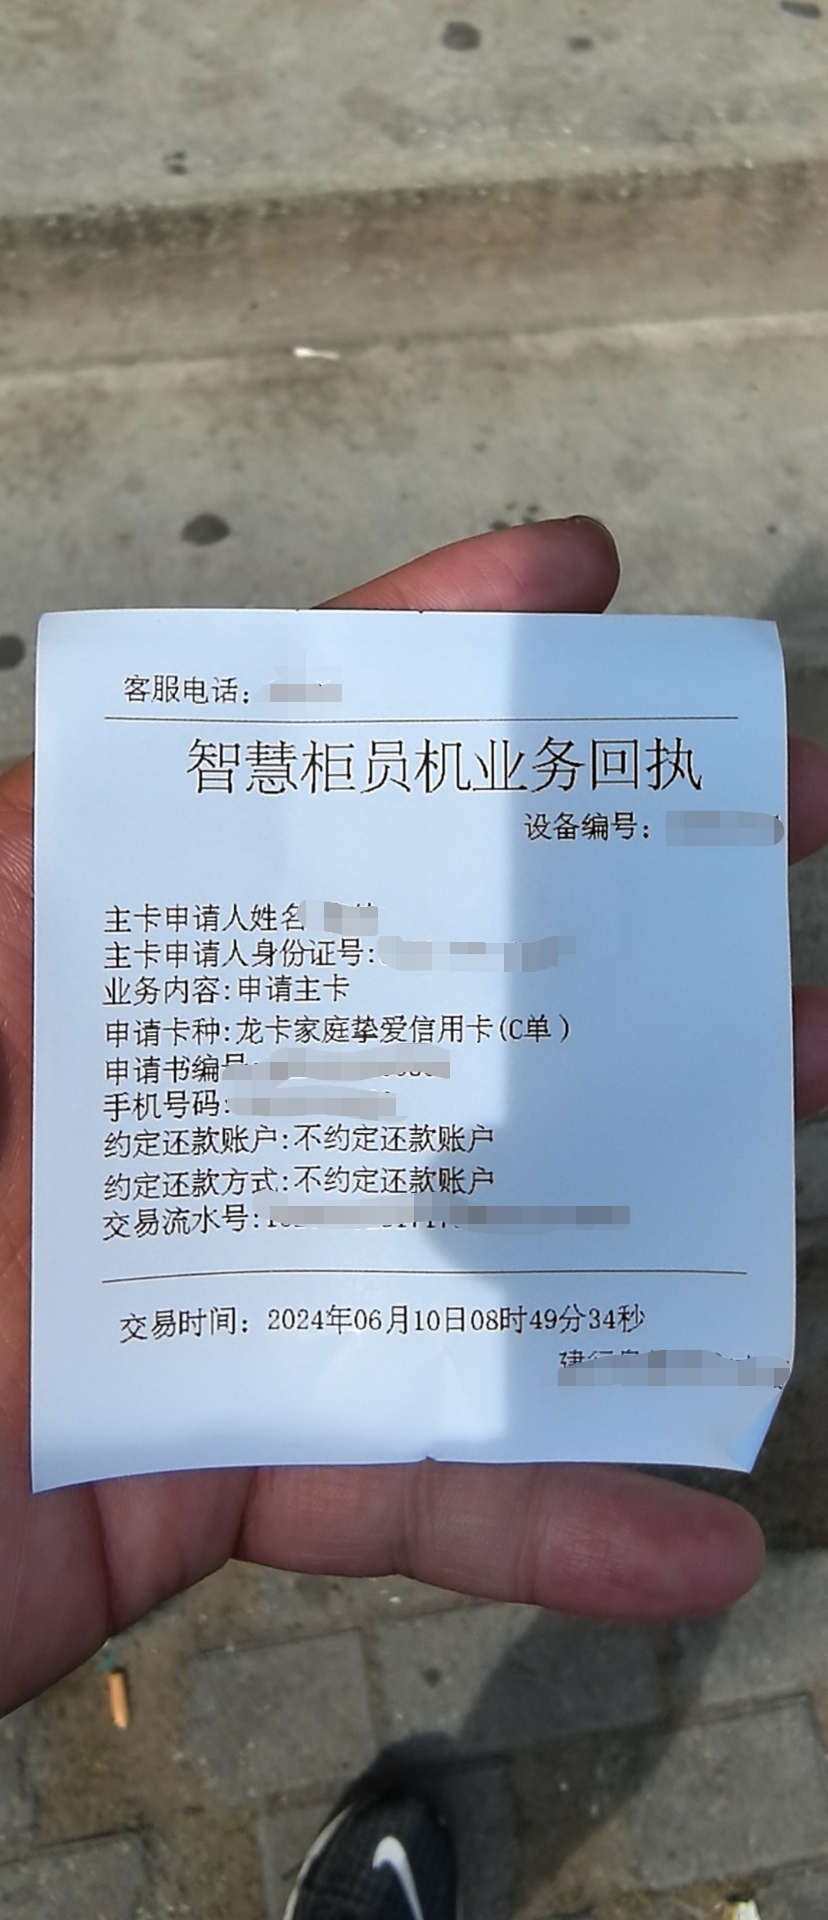 客服电话:
智慧柜员机业务回执
设备编号:
主卡申请人姓名
主卡申请人身份证号:
业务内容:申请主卡
申请卡种:龙卡家庭挚爱信用卡(C单)
申请书编号:
手机号码:
约定还款账户:不约定还款账户
约定还款方式:不约定还款账户
交易流水号:
交易时间: 2024年06月10日08时49分34秒
建行